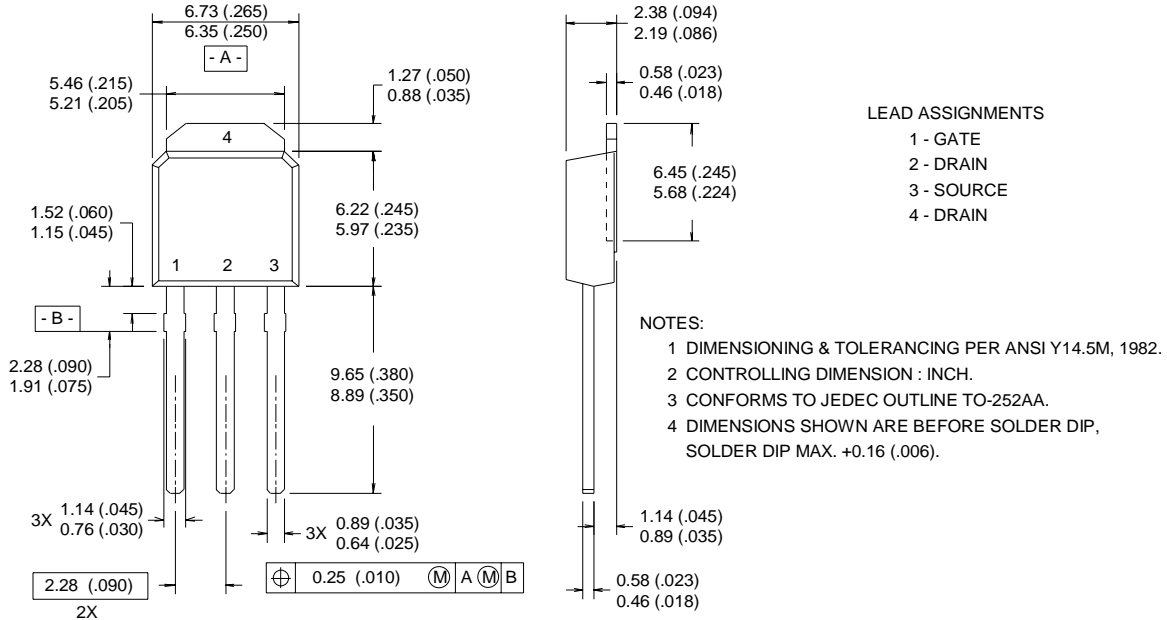 6.73 (.265)
6.35 (.250)
- A -
5.46 (.215)
5.21 (.205)
1.27 (.050)
0.88 (.035)
4
1.52 (.060)
1.15 (.045)
6.22 (.245)
5.97 (.235)
1 2 3
- B -
2.28 (.090)
1.91 (.075)
9.65 (.380)
8.89 (.350)
3X 1.14 (.045)
0.76 (.030)
3X 0.89 (.035)
0.64 (.025)
2.28 (.090)
2X
⌖ 0.25 (.010) Ⓜ A Ⓜ B
2.38 (.094)
2.19 (.086)
0.58 (.023)
0.46 (.018)
6.45 (.245)
5.68 (.224)
1.14 (.045)
0.89 (.035)
0.58 (.023)
0.46 (.018)
LEAD ASSIGNMENTS
1 - GATE
2 - DRAIN
3 - SOURCE
4 - DRAIN
NOTES:
1 DIMENSIONING & TOLERANCING PER ANSI Y14.5M, 1982.
2 CONTROLLING DIMENSION : INCH.
3 CONFORMS TO JEDEC OUTLINE TO-252AA.
4 DIMENSIONS SHOWN ARE BEFORE SOLDER DIP,
SOLDER DIP MAX. +0.16 (.006).